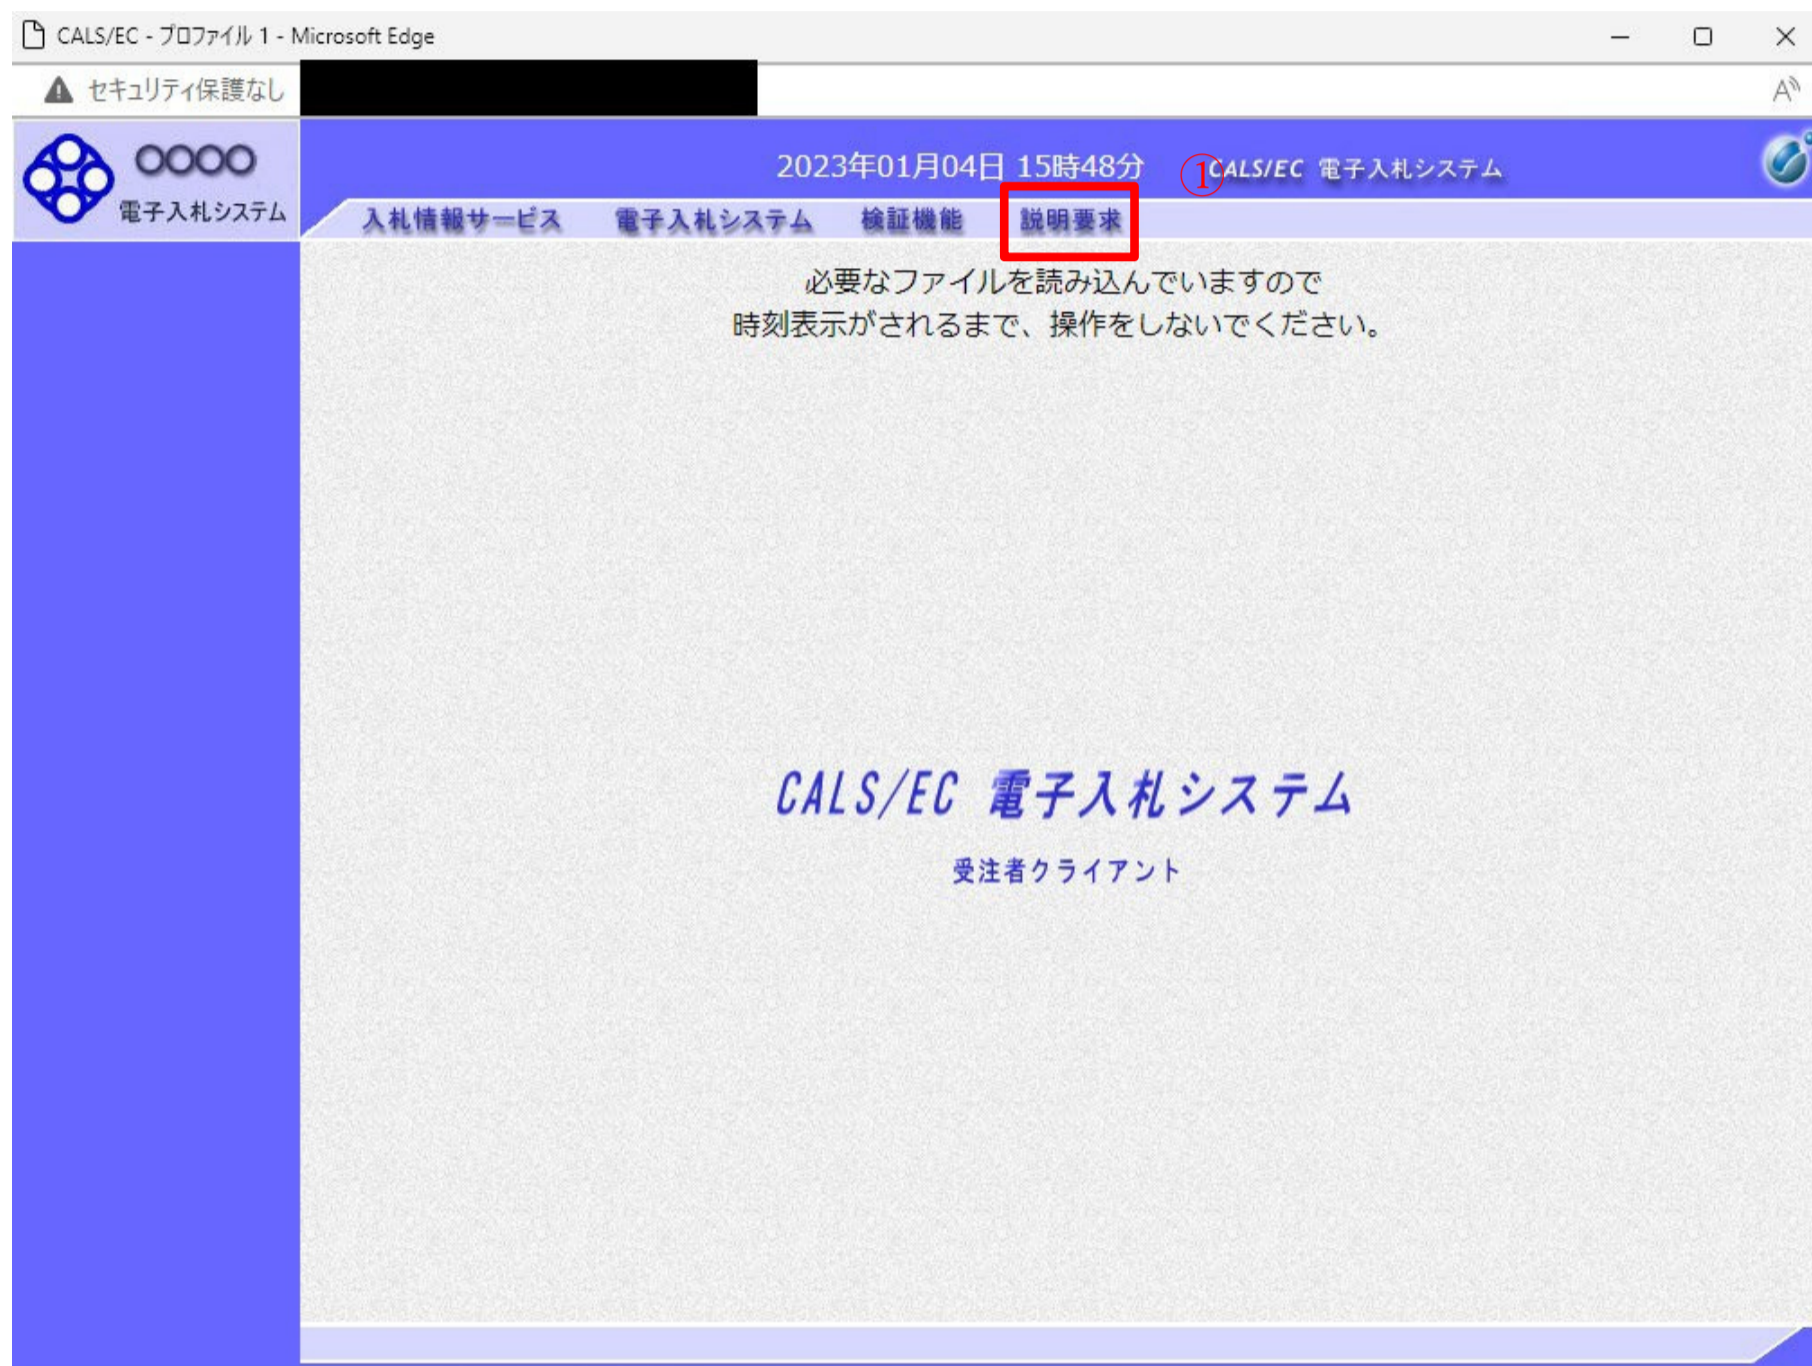 CALS/EC - プロファイル 1 - Microsoft Edge
セキュリティ保護なし
○○○○
電子入札システム
2023年01月04日 15時48分
①
CALS/EC 電子入札システム
入札情報サービス 電子入札システム 検証機能 説明要求
必要なファイルを読み込んでいますので
時刻表示がされるまで、操作をしないでください。
CALS/EC 電子入札システム
受注者クライアント